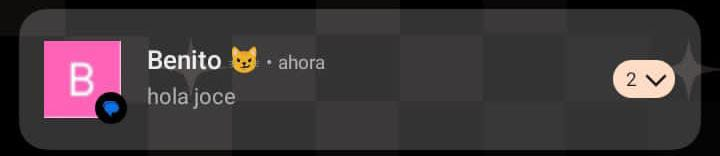 B
Benito 😼 • ahora
hola joce
2